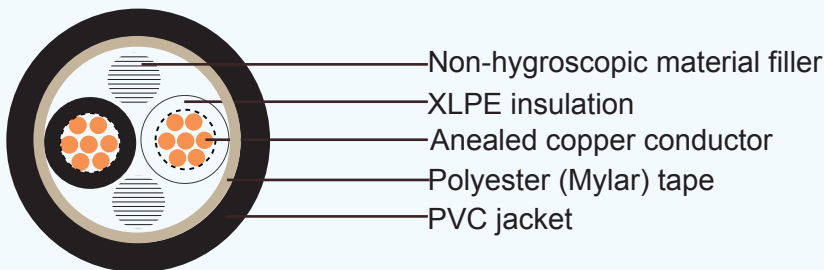 Non-hygroscopic material filler
XLPE insulation
Anealed copper conductor
Polyester (Mylar) tape
PVC jacket